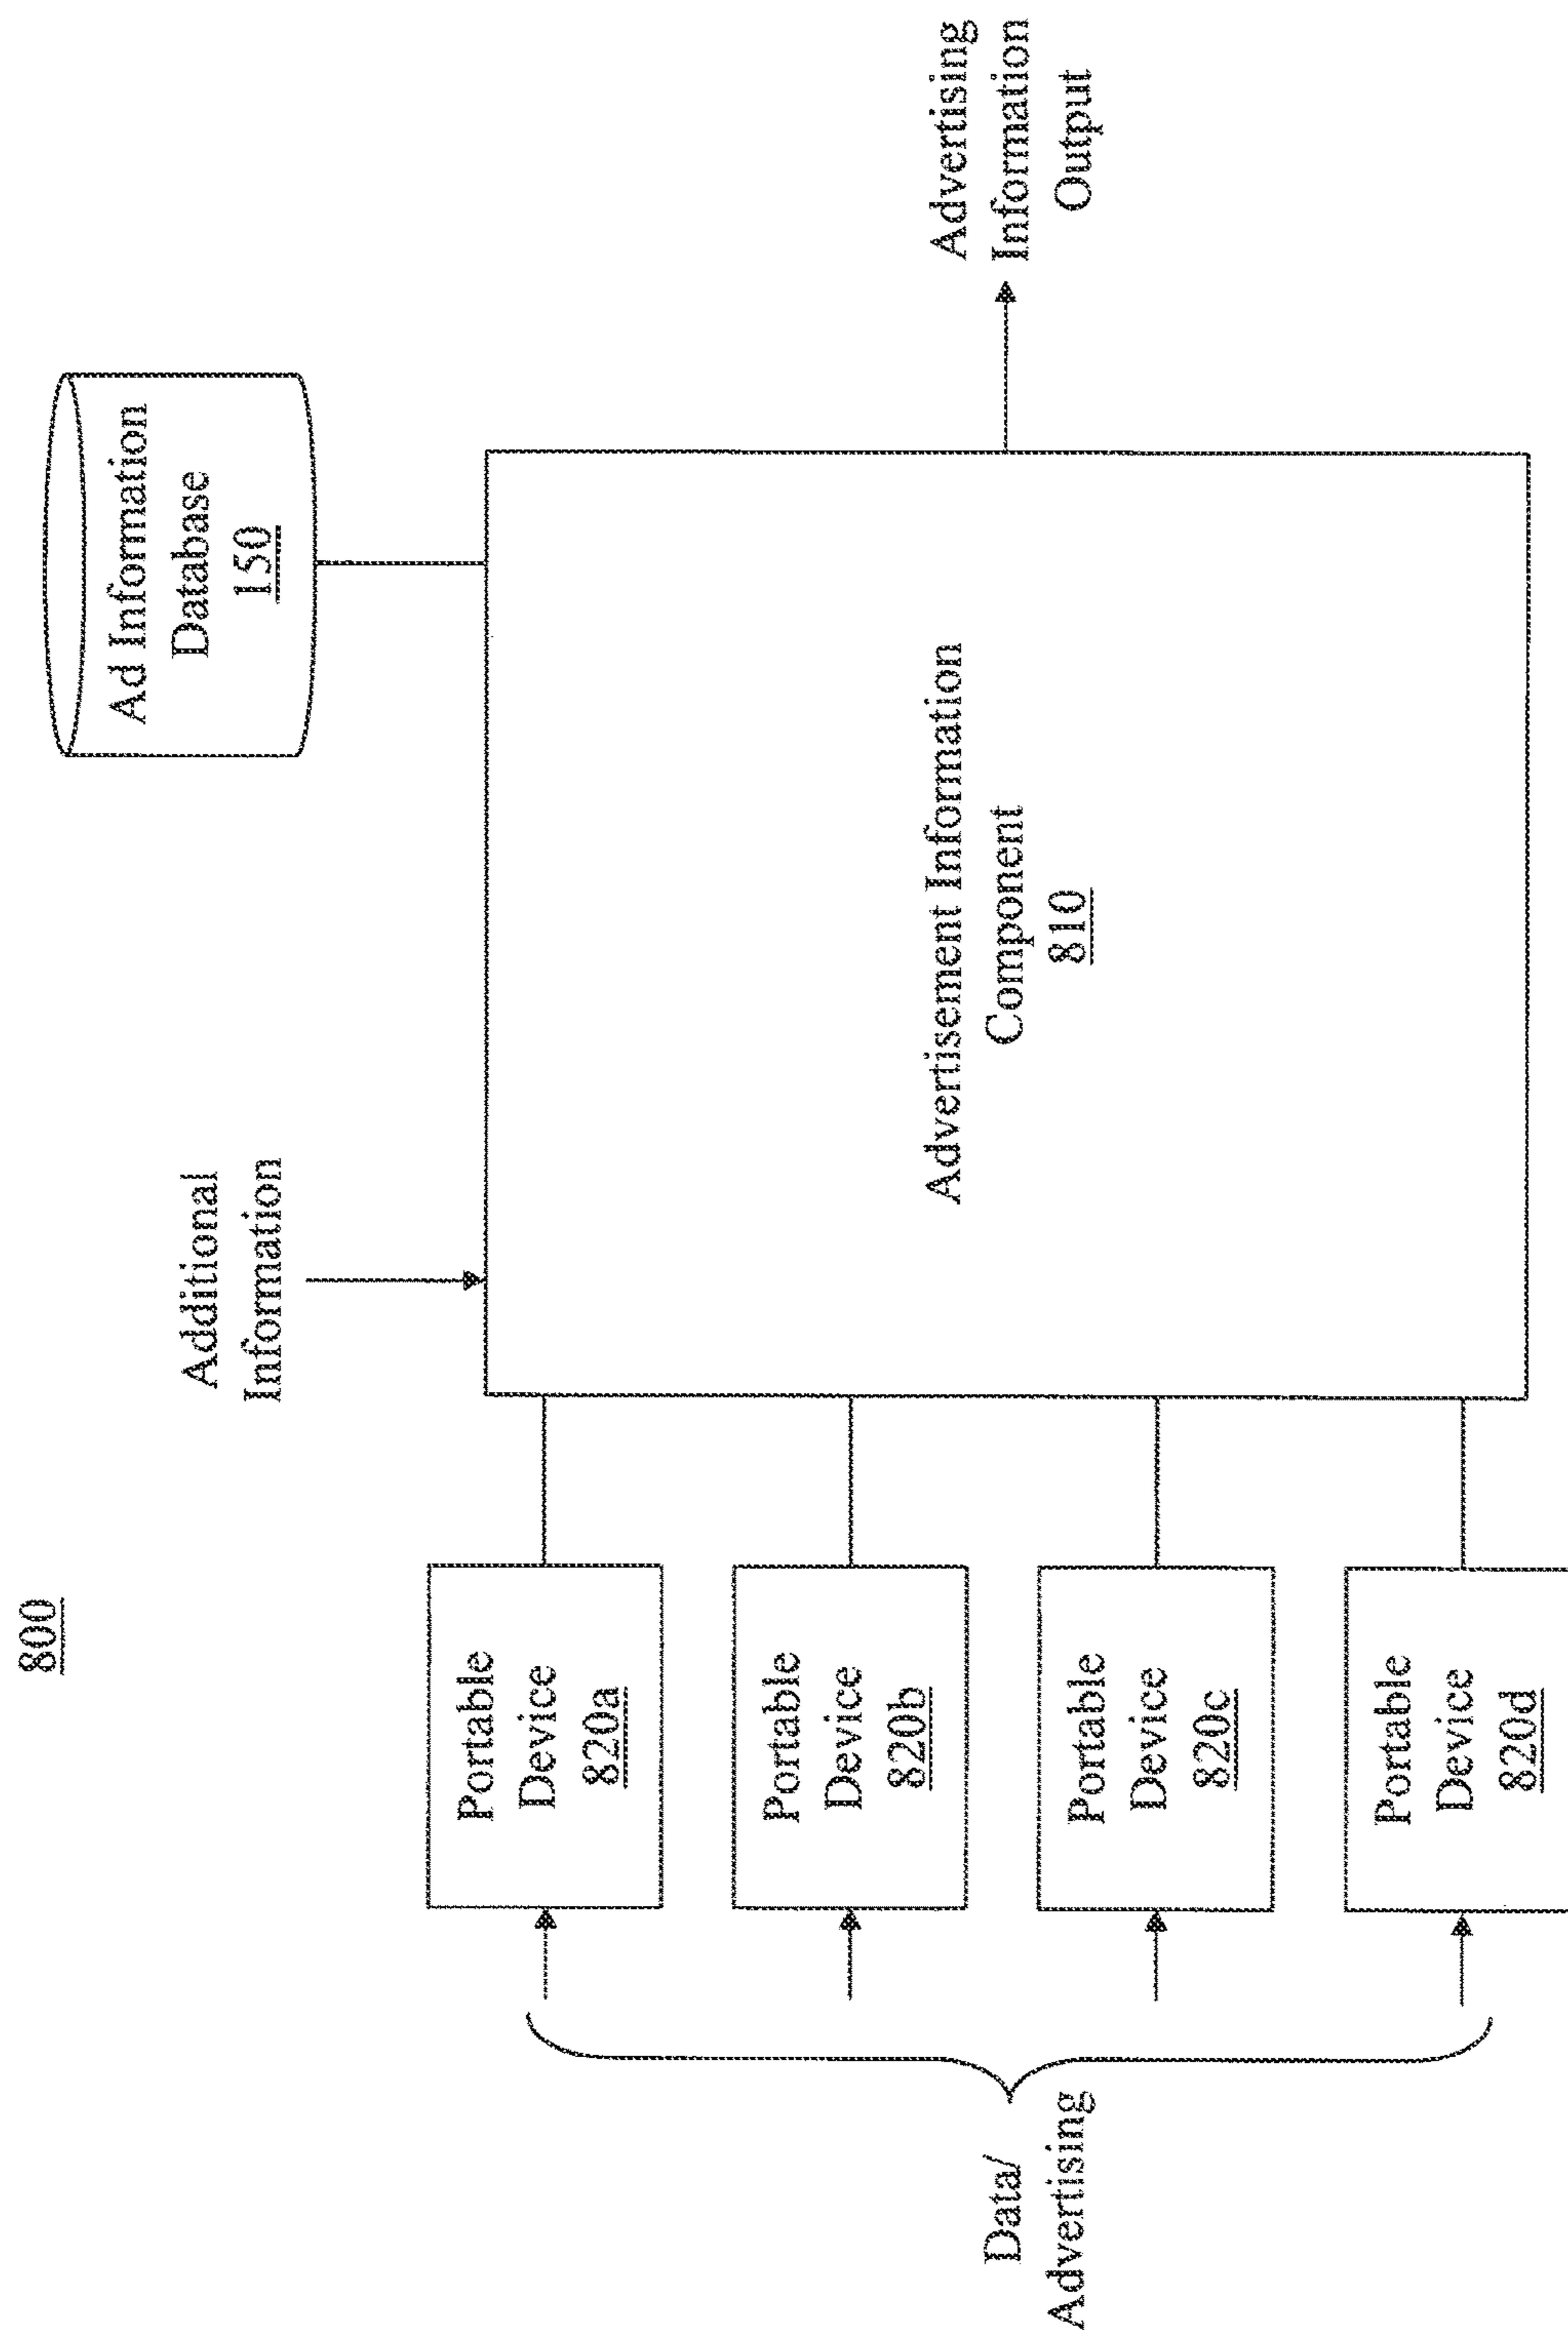 800
Ad Information
Database
150
Additional
Information
Portable
Device
820a
Portable
Device
820b
Portable
Device
820c
Portable
Device
820d
Data/
Advertising
Advertisement Information
Component
810
Advertising
Information
Output